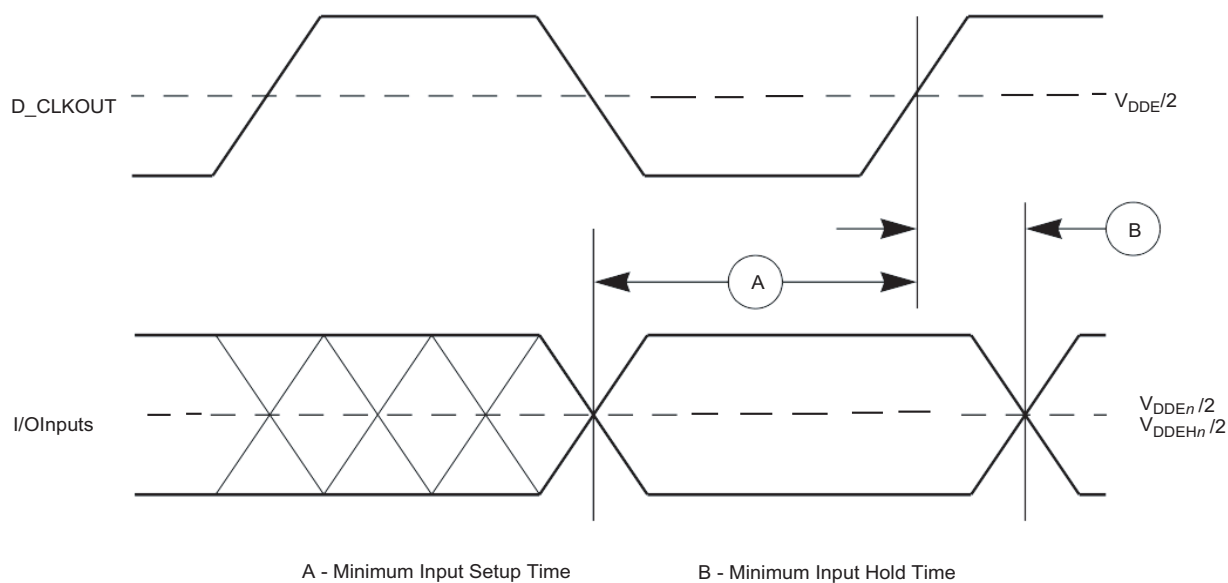 D_CLKOUT
VDDE/2
B
A
I/OInputs
VDDEn/2
VDDEHn/2
A - Minimum Input Setup Time
B - Minimum Input Hold Time